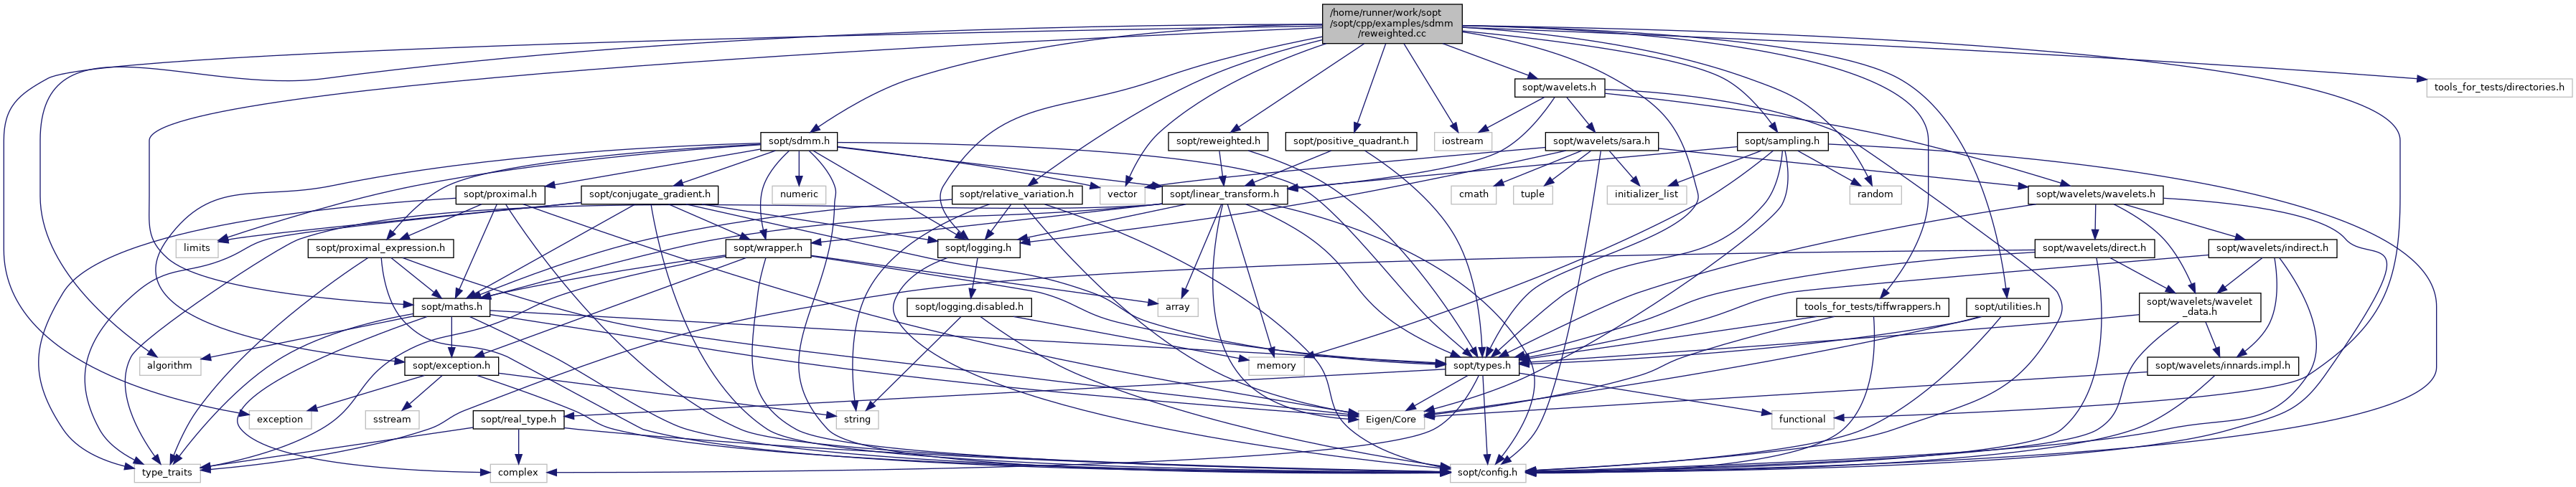 /home/runner/work/sopt
/sopt/cpp/examples/sdmm
/reweighted.cc
sopt/wavelets.h
tools_for_tests/directories.h
sopt/sdmm.h
sopt/reweighted.h
sopt/positive_quadrant.h
iostream
sopt/wavelets/sara.h
sopt/sampling.h
sopt/proximal.h
sopt/conjugate_gradient.h
numeric
sopt/relative_variation.h
vector
sopt/linear_transform.h
cmath
tuple
initializer_list
random
sopt/wavelets/wavelets.h
limits
sopt/proximal_expression.h
sopt/wrapper.h
sopt/logging.h
sopt/wavelets/direct.h
sopt/wavelets/indirect.h
sopt/maths.h
sopt/logging.disabled.h
array
tools_for_tests/tiffwrappers.h
sopt/utilities.h
sopt/wavelets/wavelet
_data.h
algorithm
sopt/exception.h
memory
sopt/types.h
sopt/wavelets/innards.impl.h
exception
sstream
sopt/real_type.h
string
Eigen/Core
functional
type_traits
complex
sopt/config.h